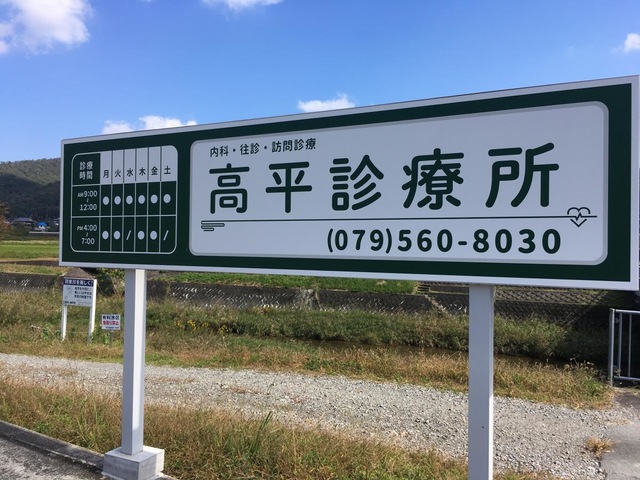 内科・往診・訪問診療
高平診療所
(079)560-8030
診療時間 月 火 水 木 金 土
AM 9:00 ~ 12:00 ● ● ● ● ● ●
PM 4:00 ~ 7:00 ● ● / ● ● /